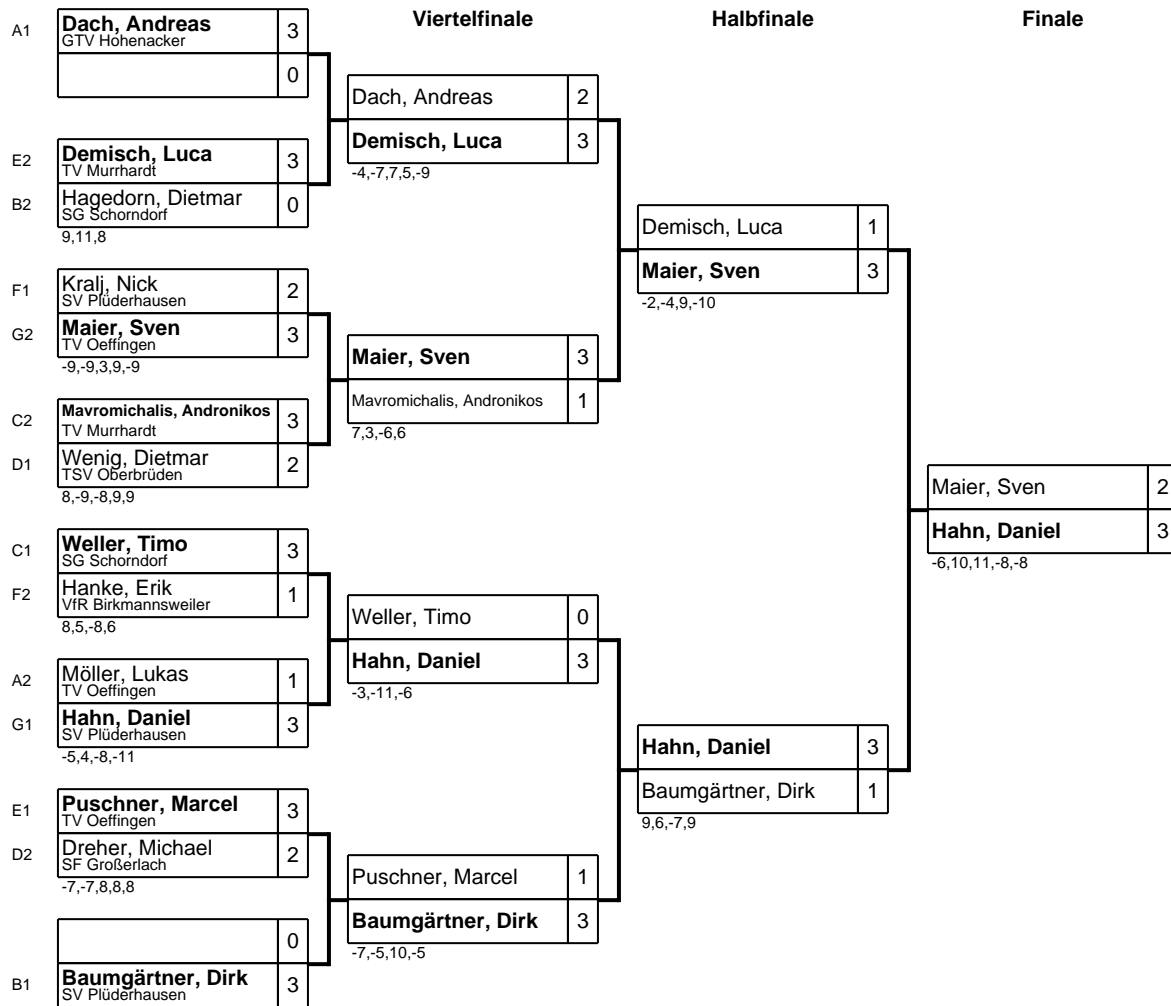 Viertelfinale
Halbfinale
Finale
A1
Dach, Andreas
GTV Hohenacker
3
0
E2
Demisch, Luca
TV Murrhardt
3
B2
Hagedorn, Dietmar
SG Schorndorf
0
9,11,8
F1
Kralj, Nick
SV Plüderhausen
2
G2
Maier, Sven
TV Oeffingen
3
-9,-9,3,9,-9
C2
Mavromichalis, Andronikos
TV Murrhardt
3
D1
Wenig, Dietmar
TSV Oberbrüden
2
8,-9,-8,9,9
C1
Weller, Timo
SG Schorndorf
3
F2
Hanke, Erik
VfR Birkmannsweiler
1
8,5,-8,6
A2
Möller, Lukas
TV Oeffingen
1
G1
Hahn, Daniel
SV Plüderhausen
3
-5,4,-8,-11
E1
Puschner, Marcel
TV Oeffingen
3
D2
Dreher, Michael
SF Großerlach
2
-7,-7,8,8,8
0
B1
Baumgärtner, Dirk
SV Plüderhausen
3
Dach, Andreas
2
Demisch, Luca
3
-4,-7,7,5,-9
Maier, Sven
3
Mavromichalis, Andronikos
1
7,3,-6,6
Weller, Timo
0
Hahn, Daniel
3
-3,-11,-6
Puschner, Marcel
1
Baumgärtner, Dirk
3
-7,-5,10,-5
Demisch, Luca
1
Maier, Sven
3
-2,-4,9,-10
Hahn, Daniel
3
Baumgärtner, Dirk
1
9,6,-7,9
Maier, Sven
2
Hahn, Daniel
3
-6,10,11,-8,-8